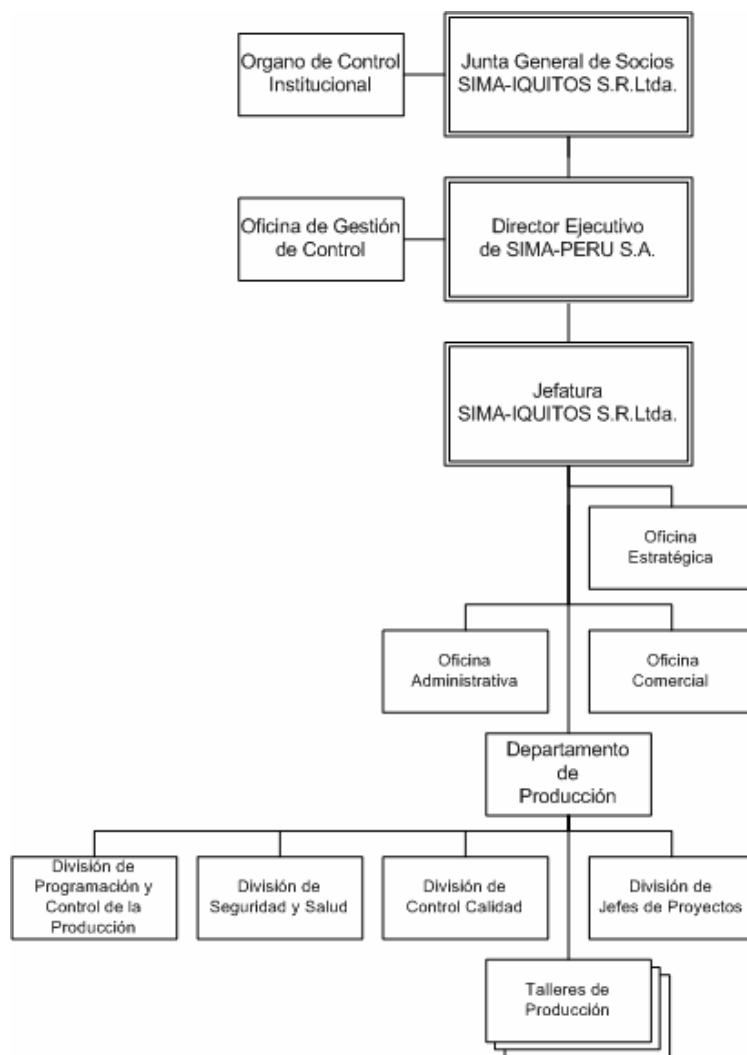 Organo de Control
Institucional
Junta General de Socios
SIMA-IQUITOS S.R.Ltda.
Oficina de Gestión
de Control
Director Ejecutivo
de SIMA-PERU S.A.
Jefatura
SIMA-IQUITOS S.R.Ltda.
Oficina
Estratégica
Oficina
Administrativa
Oficina
Comercial
Departamento
de
Producción
División de
Programación y
Control de la
Producción
División de
Seguridad y Salud
División de
Control Calidad
División de
Jefes de Proyectos
Talleres de
Producción